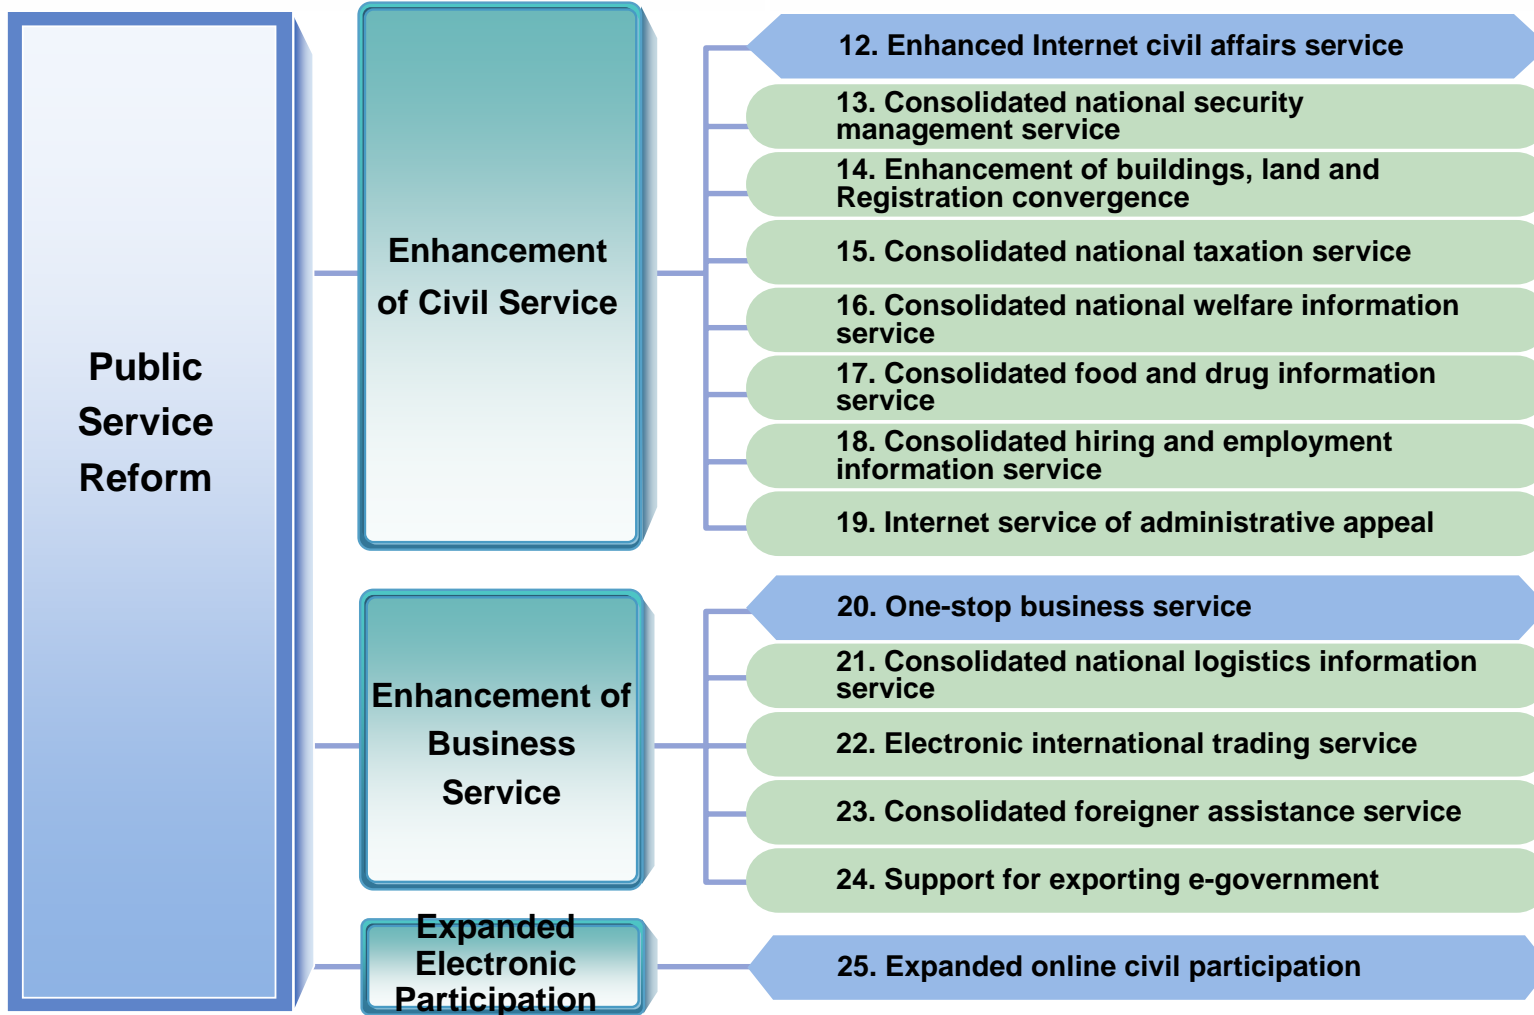 Public
Service
Reform
Enhancement
of Civil Service
12. Enhanced Internet civil affairs service
13. Consolidated national security
management service
14. Enhancement of buildings, land and
Registration convergence
15. Consolidated national taxation service
16. Consolidated national welfare information
service
17. Consolidated food and drug information
service
18. Consolidated hiring and employment
information service
19. Internet service of administrative appeal
Enhancement of
Business
Service
20. One-stop business service
21. Consolidated national logistics information
service
22. Electronic international trading service
23. Consolidated foreigner assistance service
24. Support for exporting e-government
Expanded
Electronic
Participation
25. Expanded online civil participation